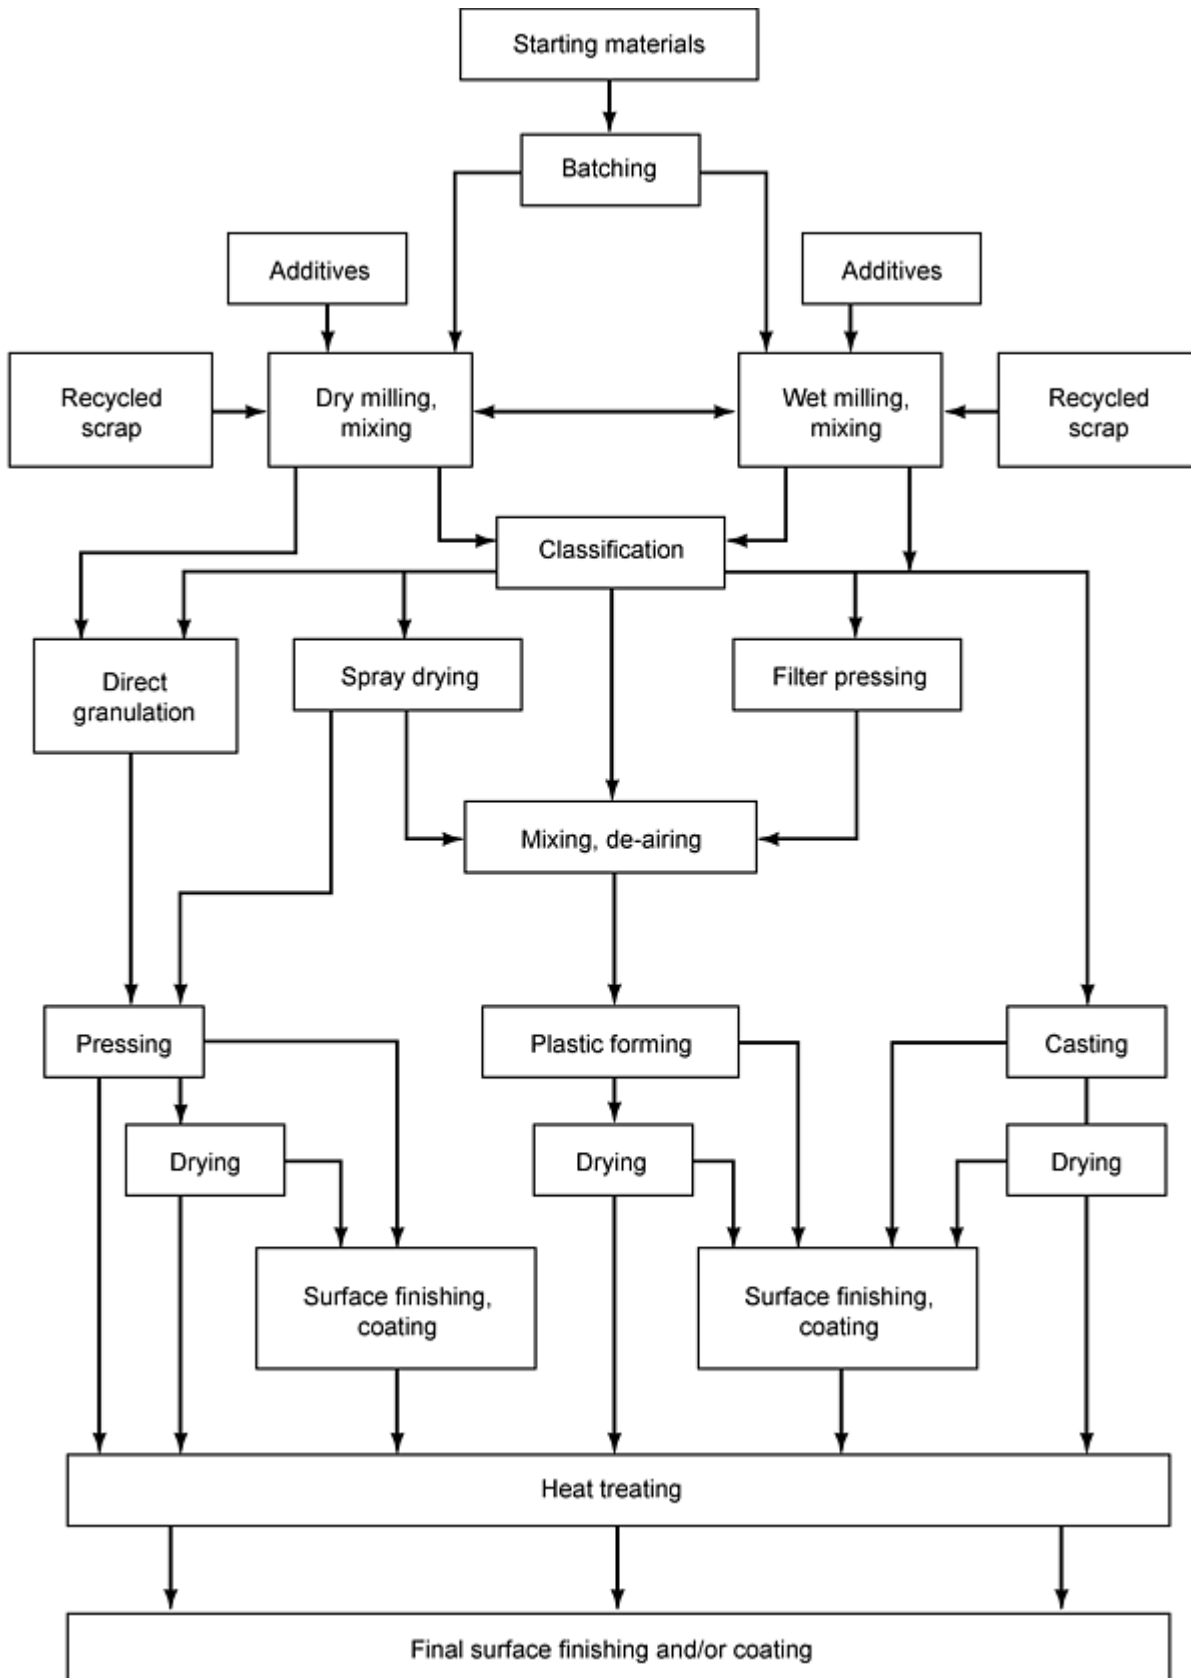 Starting materials
Batching
Additives
Additives
Recycled
scrap
Dry milling,
mixing
Wet milling,
mixing
Recycled
scrap
Classification
Direct
granulation
Spray drying
Filter pressing
Mixing, de-airing
Pressing
Plastic forming
Casting
Drying
Drying
Drying
Surface finishing,
coating
Surface finishing,
coating
Heat treating
Final surface finishing and/or coating